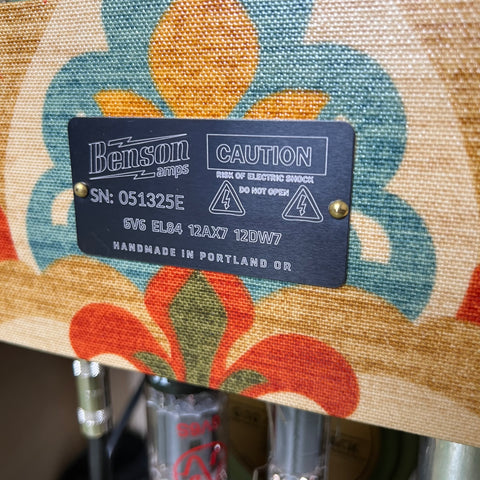 Benson
amps
SN: 051325E
CAUTION
RISK OF ELECTRIC SHOCK
DO NOT OPEN
6V6 EL84 12AX7 12DW7
HANDMADE IN PORTLAND OR